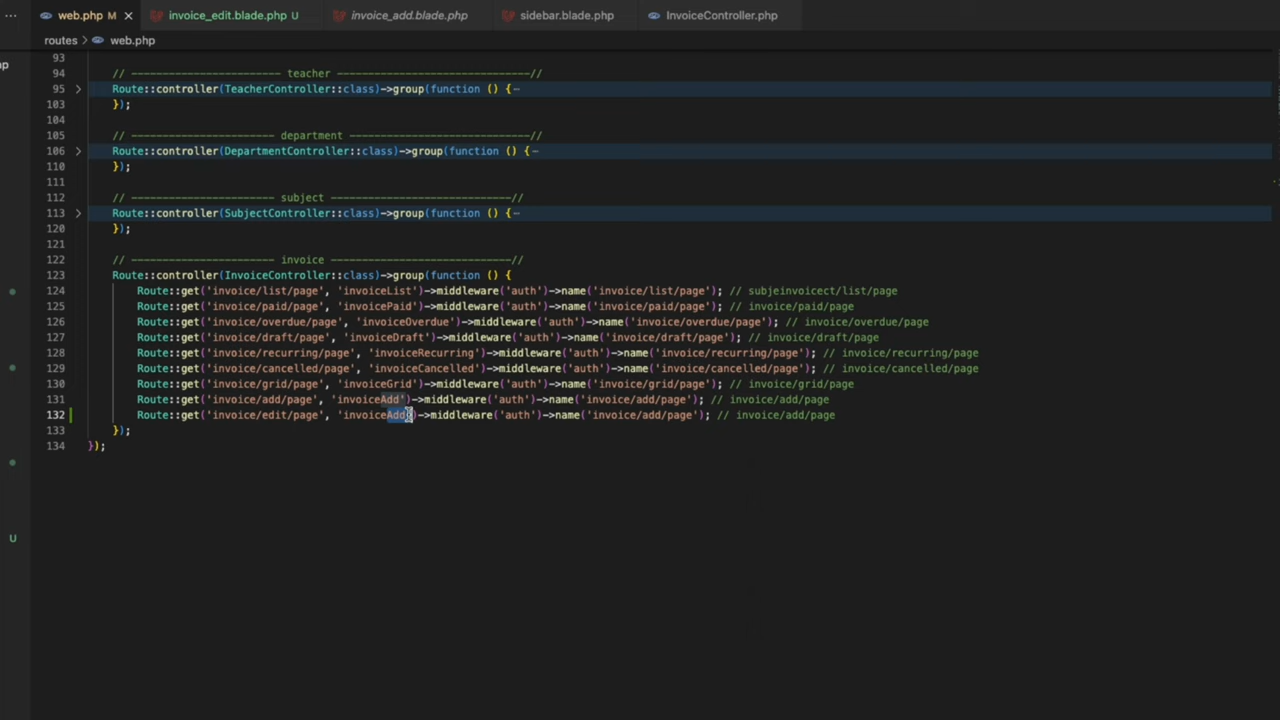 web.php M × invoice_edit.blade.php U invoice_add.blade.php sidebar.blade.php InvoiceController.php
routes > web.php
93
94 // ------------------------ teacher -------------------------------//
95 Route::controller(TeacherController::class)->group(function () {
103 });
104
105 // ----------------------- department -----------------------------//
106 Route::controller(DepartmentController::class)->group(function () {
110 });
111
112 // ----------------------- subject -----------------------------//
113 Route::controller(SubjectController::class)->group(function () {
120 });
121
122 // ----------------------- invoice -----------------------------//
123 Route::controller(InvoiceController::class)->group(function () {
124 Route::get('invoice/list/page', 'invoiceList')->middleware('auth')->name('invoice/list/page'); // subjeinvoicect/list/page
125 Route::get('invoice/paid/page', 'invoicePaid')->middleware('auth')->name('invoice/paid/page'); // invoice/paid/page
126 Route::get('invoice/overdue/page', 'invoiceOverdue')->middleware('auth')->name('invoice/overdue/page'); // invoice/overdue/page
127 Route::get('invoice/draft/page', 'invoiceDraft')->middleware('auth')->name('invoice/draft/page'); // invoice/draft/page
128 Route::get('invoice/recurring/page', 'invoiceRecurring')->middleware('auth')->name('invoice/recurring/page'); // invoice/recurring/page
129 Route::get('invoice/cancelled/page', 'invoiceCancelled')->middleware('auth')->name('invoice/cancelled/page'); // invoice/cancelled/page
130 Route::get('invoice/grid/page', 'invoiceGrid')->middleware('auth')->name('invoice/grid/page'); // invoice/grid/page
131 Route::get('invoice/add/page', 'invoiceAdd')->middleware('auth')->name('invoice/add/page'); // invoice/add/page
132 Route::get('invoice/edit/page', 'invoiceAdd')->middleware('auth')->name('invoice/add/page'); // invoice/add/page
133 });
134 });
U